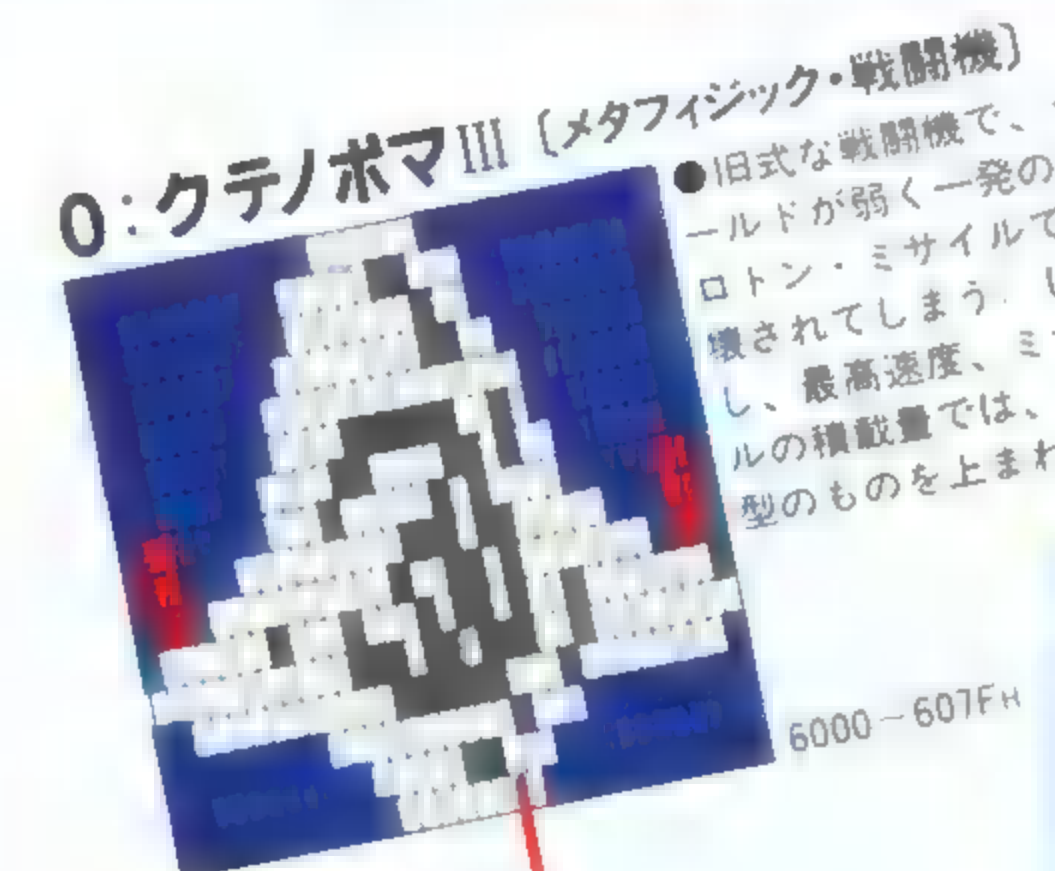 0:クテノポマIII〔メタフィジック・戦闘機〕
●旧式な戦闘機で、
ールドが弱く一発の
ロトン・ミサイルで
壊されてしまう.
し、最高速度、ミ
ルの積載量では、
型のものを上まわ
6000〜607FH